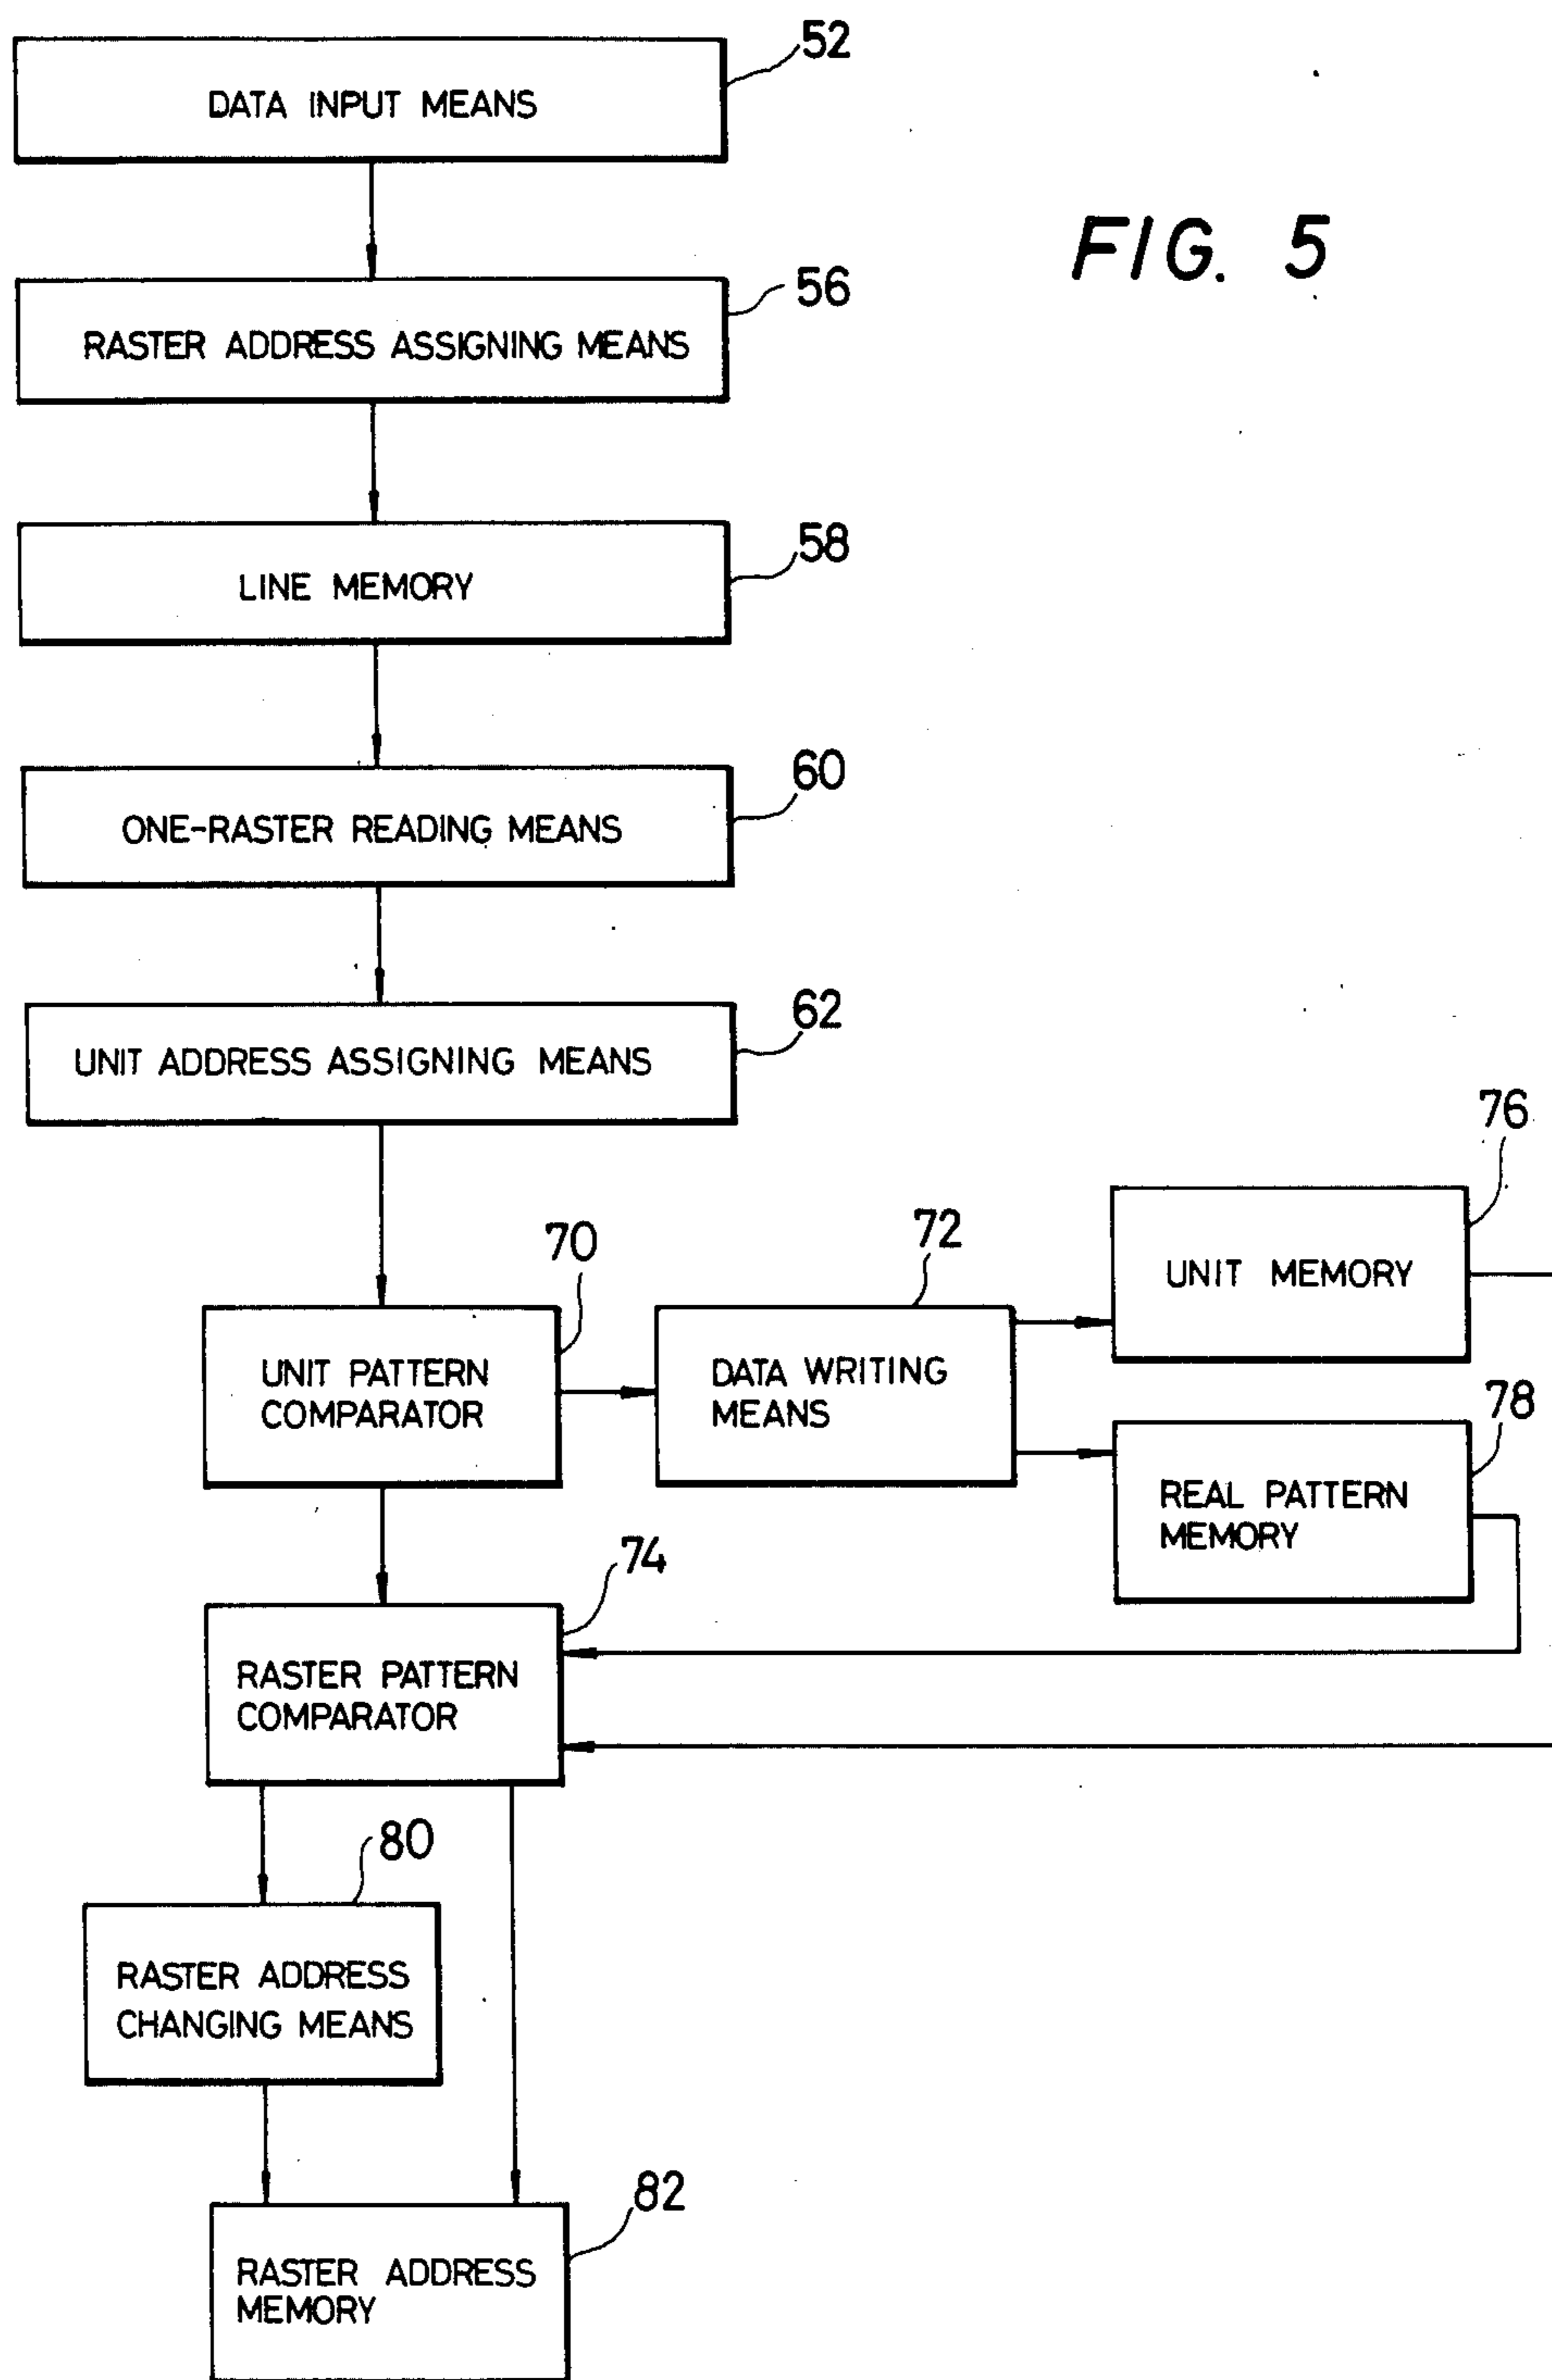 52
DATA INPUT MEANS
FIG. 5
56
RASTER ADDRESS ASSIGNING MEANS
58
LINE MEMORY
60
ONE-RASTER READING MEANS
62
UNIT ADDRESS ASSIGNING MEANS
76
UNIT MEMORY
70
UNIT PATTERN
COMPARATOR
72
DATA WRITING
MEANS
78
REAL PATTERN
MEMORY
74
RASTER PATTERN
COMPARATOR
80
RASTER ADDRESS
CHANGING MEANS
82
RASTER ADDRESS
MEMORY